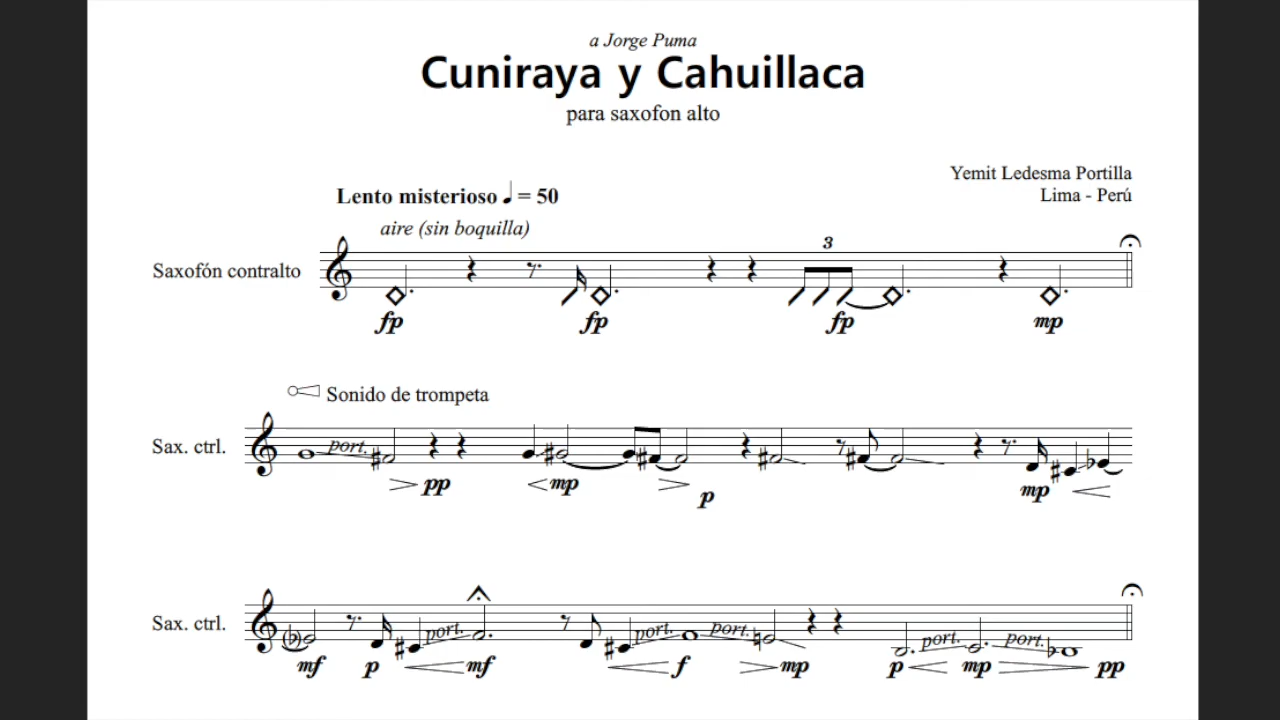 a Jorge Puma
Cuniraya y Cahuillaca
para saxofon alto
Yemit Ledesma Portilla
Lima - Perú
Lento misterioso ♩ = 50
aire (sin boquilla)
3
Saxofón contralto
fp fp fp mp
Sonido de trompeta
Sax. ctrl.
port.
pp mp p mp
Sax. ctrl.
port. port. port. port. port.
mf p mf f mp p mp pp